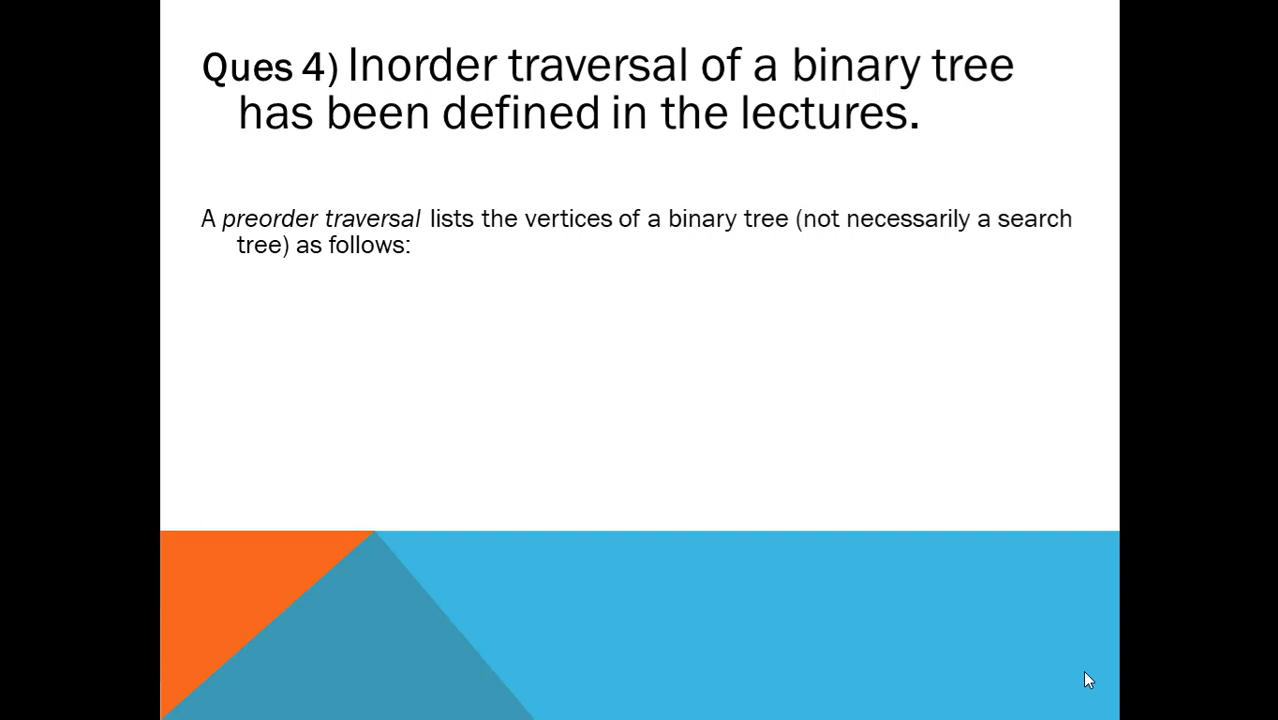 Ques 4) Inorder traversal of a binary tree
has been defined in the lectures.
A preorder traversal lists the vertices of a binary tree (not necessarily a search
tree) as follows: